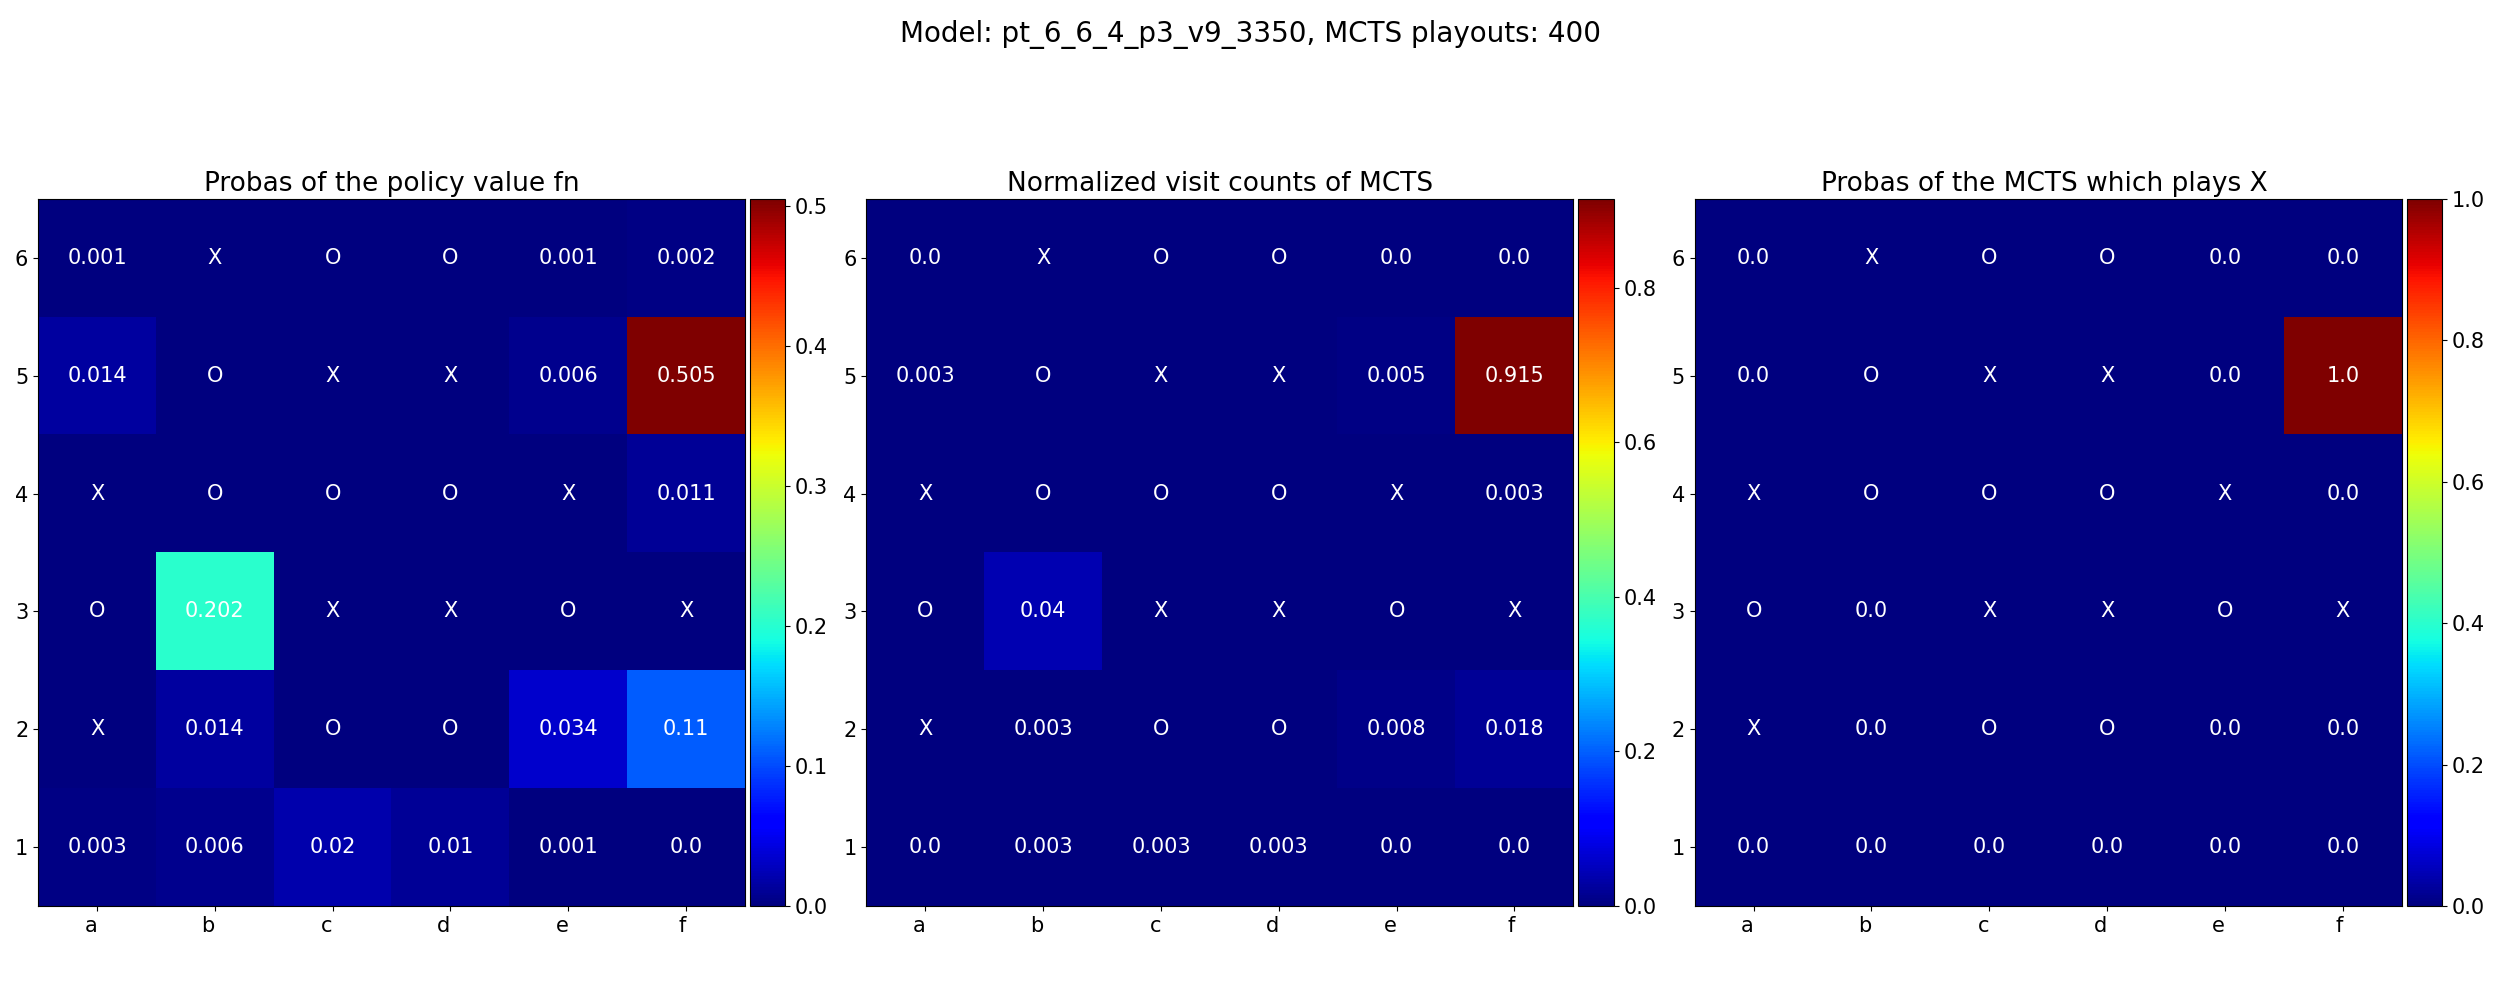 Model: pt_6_6_4_p3_v9_3350, MCTS playouts: 400
Probas of the policy value fn
6 0.001 X O O 0.001 0.002
5 0.014 O X X 0.006 0.505
4 X O O O X 0.011
3 O 0.202 X X O X
2 X 0.014 O O 0.034 0.11
1 0.003 0.006 0.02 0.01 0.001 0.0
a b c d e f
0.5
0.4
0.3
0.2
0.1
0.0
Normalized visit counts of MCTS
6 0.0 X O O 0.0 0.0
5 0.003 O X X 0.005 0.915
4 X O O O X 0.003
3 O 0.04 X X O X
2 X 0.003 O O 0.008 0.018
1 0.0 0.003 0.003 0.003 0.0 0.0
a b c d e f
0.8
0.6
0.4
0.2
0.0
Probas of the MCTS which plays X
6 0.0 X O O 0.0 0.0
5 0.0 O X X 0.0 1.0
4 X O O O X 0.0
3 O 0.0 X X O X
2 X 0.0 O O 0.0 0.0
1 0.0 0.0 0.0 0.0 0.0 0.0
a b c d e f
1.0
0.8
0.6
0.4
0.2
0.0